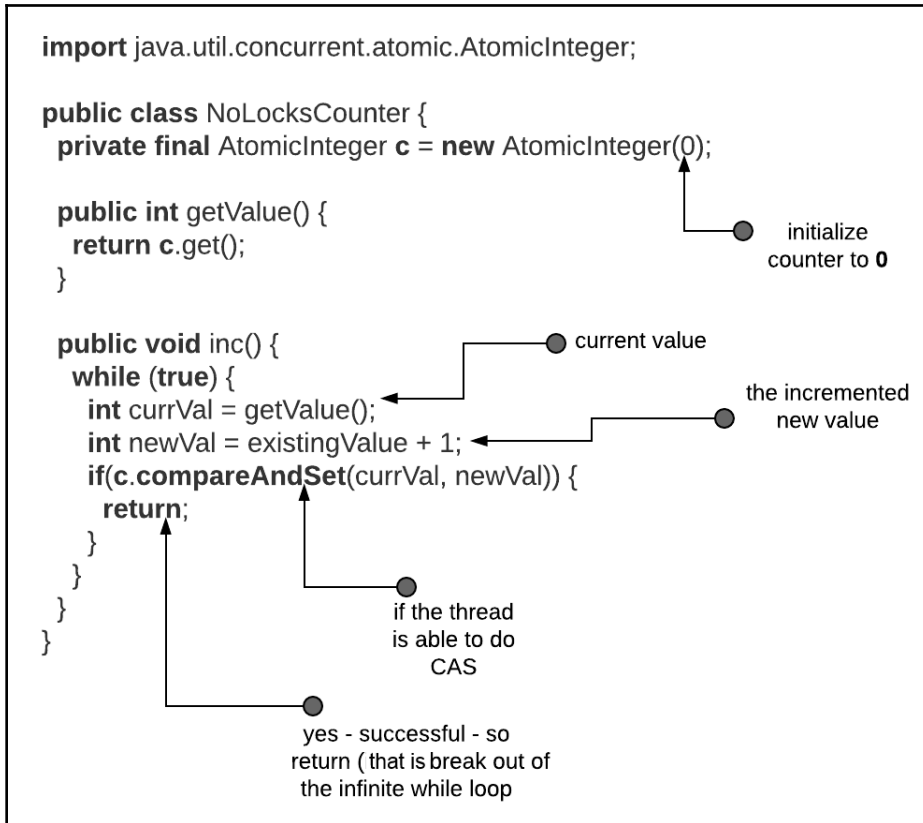 import java.util.concurrent.atomic.AtomicInteger;
public class NoLocksCounter {
private final AtomicInteger c = new AtomicInteger(0);
public int getValue() {
return c.get();
}
initialize
counter to 0
public void inc() {
while (true) {
int currVal = getValue();
int newVal = existingValue + 1;
if(c.compareAndSet(currVal, newVal)) {
return;
}
}
}
}
current value
the incremented
new value
if the thread
is able to do
CAS
yes - successful - so
return ( that is break out of
the infinite while loop